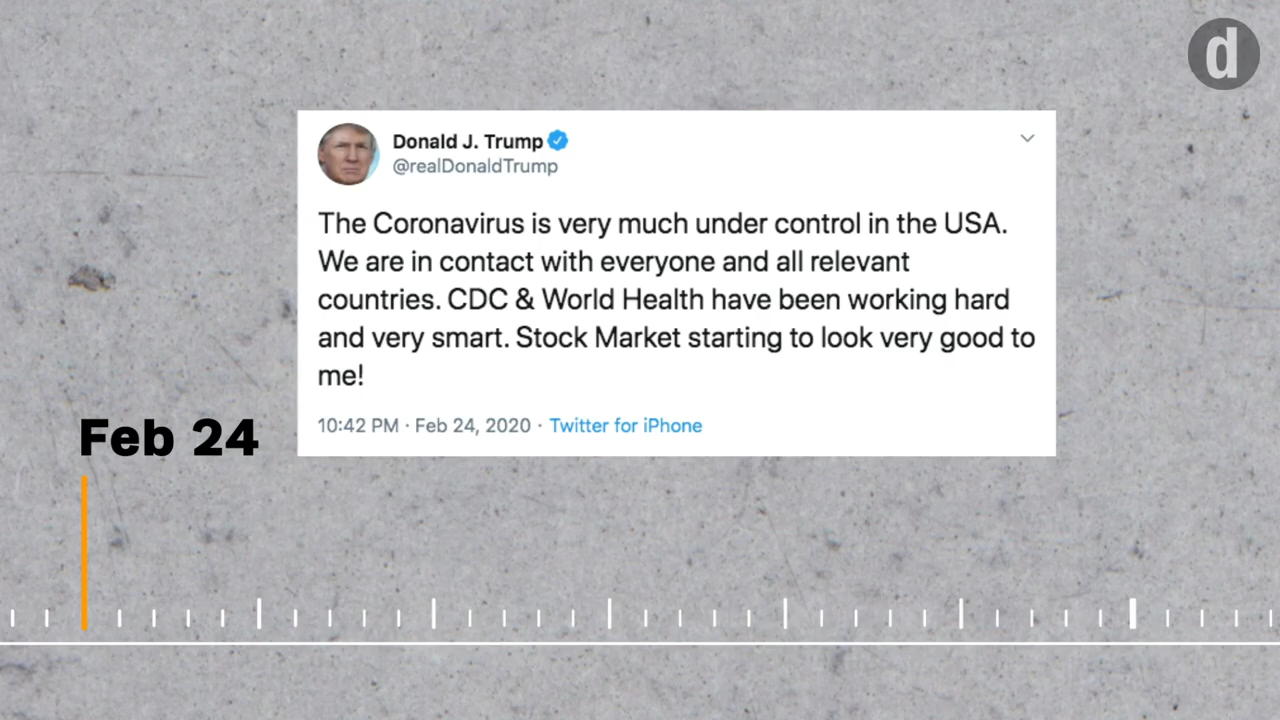 d
Donald J. Trump
@realDonaldTrump
The Coronavirus is very much under control in the USA.
We are in contact with everyone and all relevant
countries. CDC & World Health have been working hard
and very smart. Stock Market starting to look very good to
me!
10:42 PM · Feb 24, 2020 · Twitter for iPhone
Feb 24